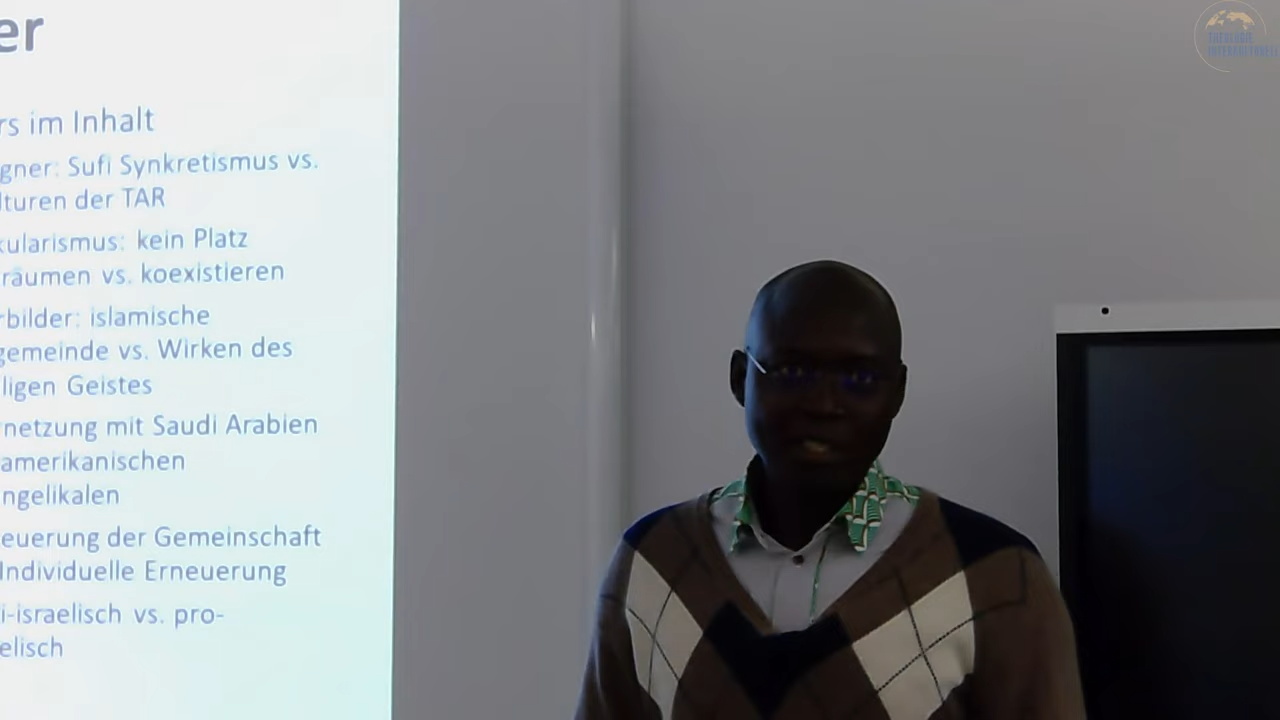 er
rs im Inhalt
gner: Sufi Synkretismus vs.
lturen der TAR
kularismus: kein Platz
räumen vs. koexistieren
rbilder: islamische
gemeinde vs. Wirken des
ligen Geistes
netzung mit Saudi Arabien
amerikanischen
ngelikalen
euerung der Gemeinschaft
Individuelle Erneuerung
i-israelisch vs. pro-
elisch
THEOLOGIE
INTERKULTURELL